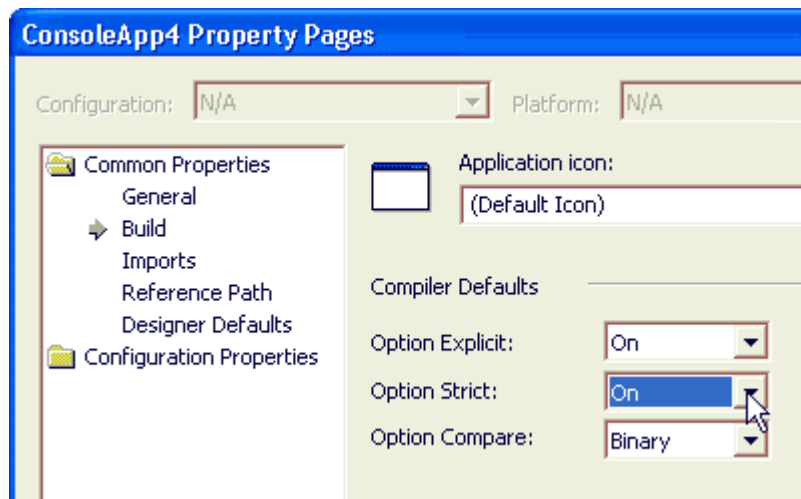 ConsoleApp4 Property Pages
Configuration: N/A Platform: N/A
Common Properties
General
Build
Imports
Reference Path
Designer Defaults
Configuration Properties
Application icon:
(Default Icon)
Compiler Defaults
Option Explicit: On
Option Strict: On
Option Compare: Binary